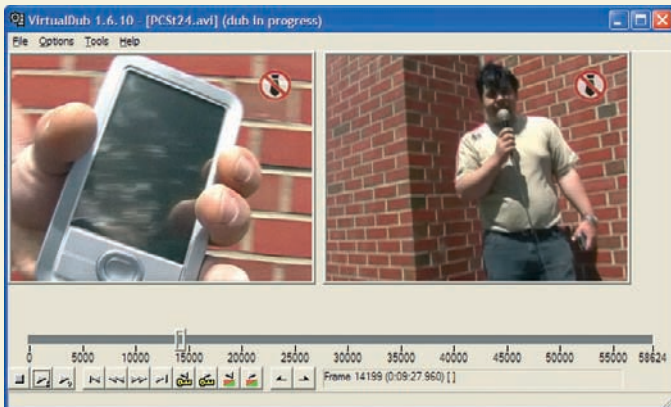 VirtualDub 1.6.10 - [PCSt24.avi] (dub in progress)
File Options Tools Help
0 5000 10000 15000 20000 25000 30000 35000 40000 45000 50000 55000 58624
Frame 14199 (0:09:27.960) [ ]